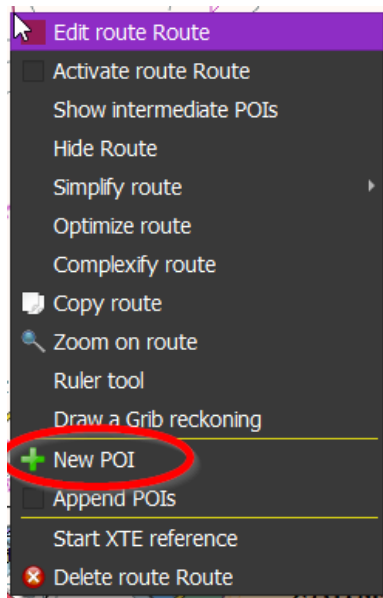 Edit route Route
Activate route Route
Show intermediate POIs
Hide Route
Simplify route
Optimize route
Complexify route
Copy route
Zoom on route
Ruler tool
Draw a Grib reckoning
New POI
Append POIs
Start XTE reference
Delete route Route